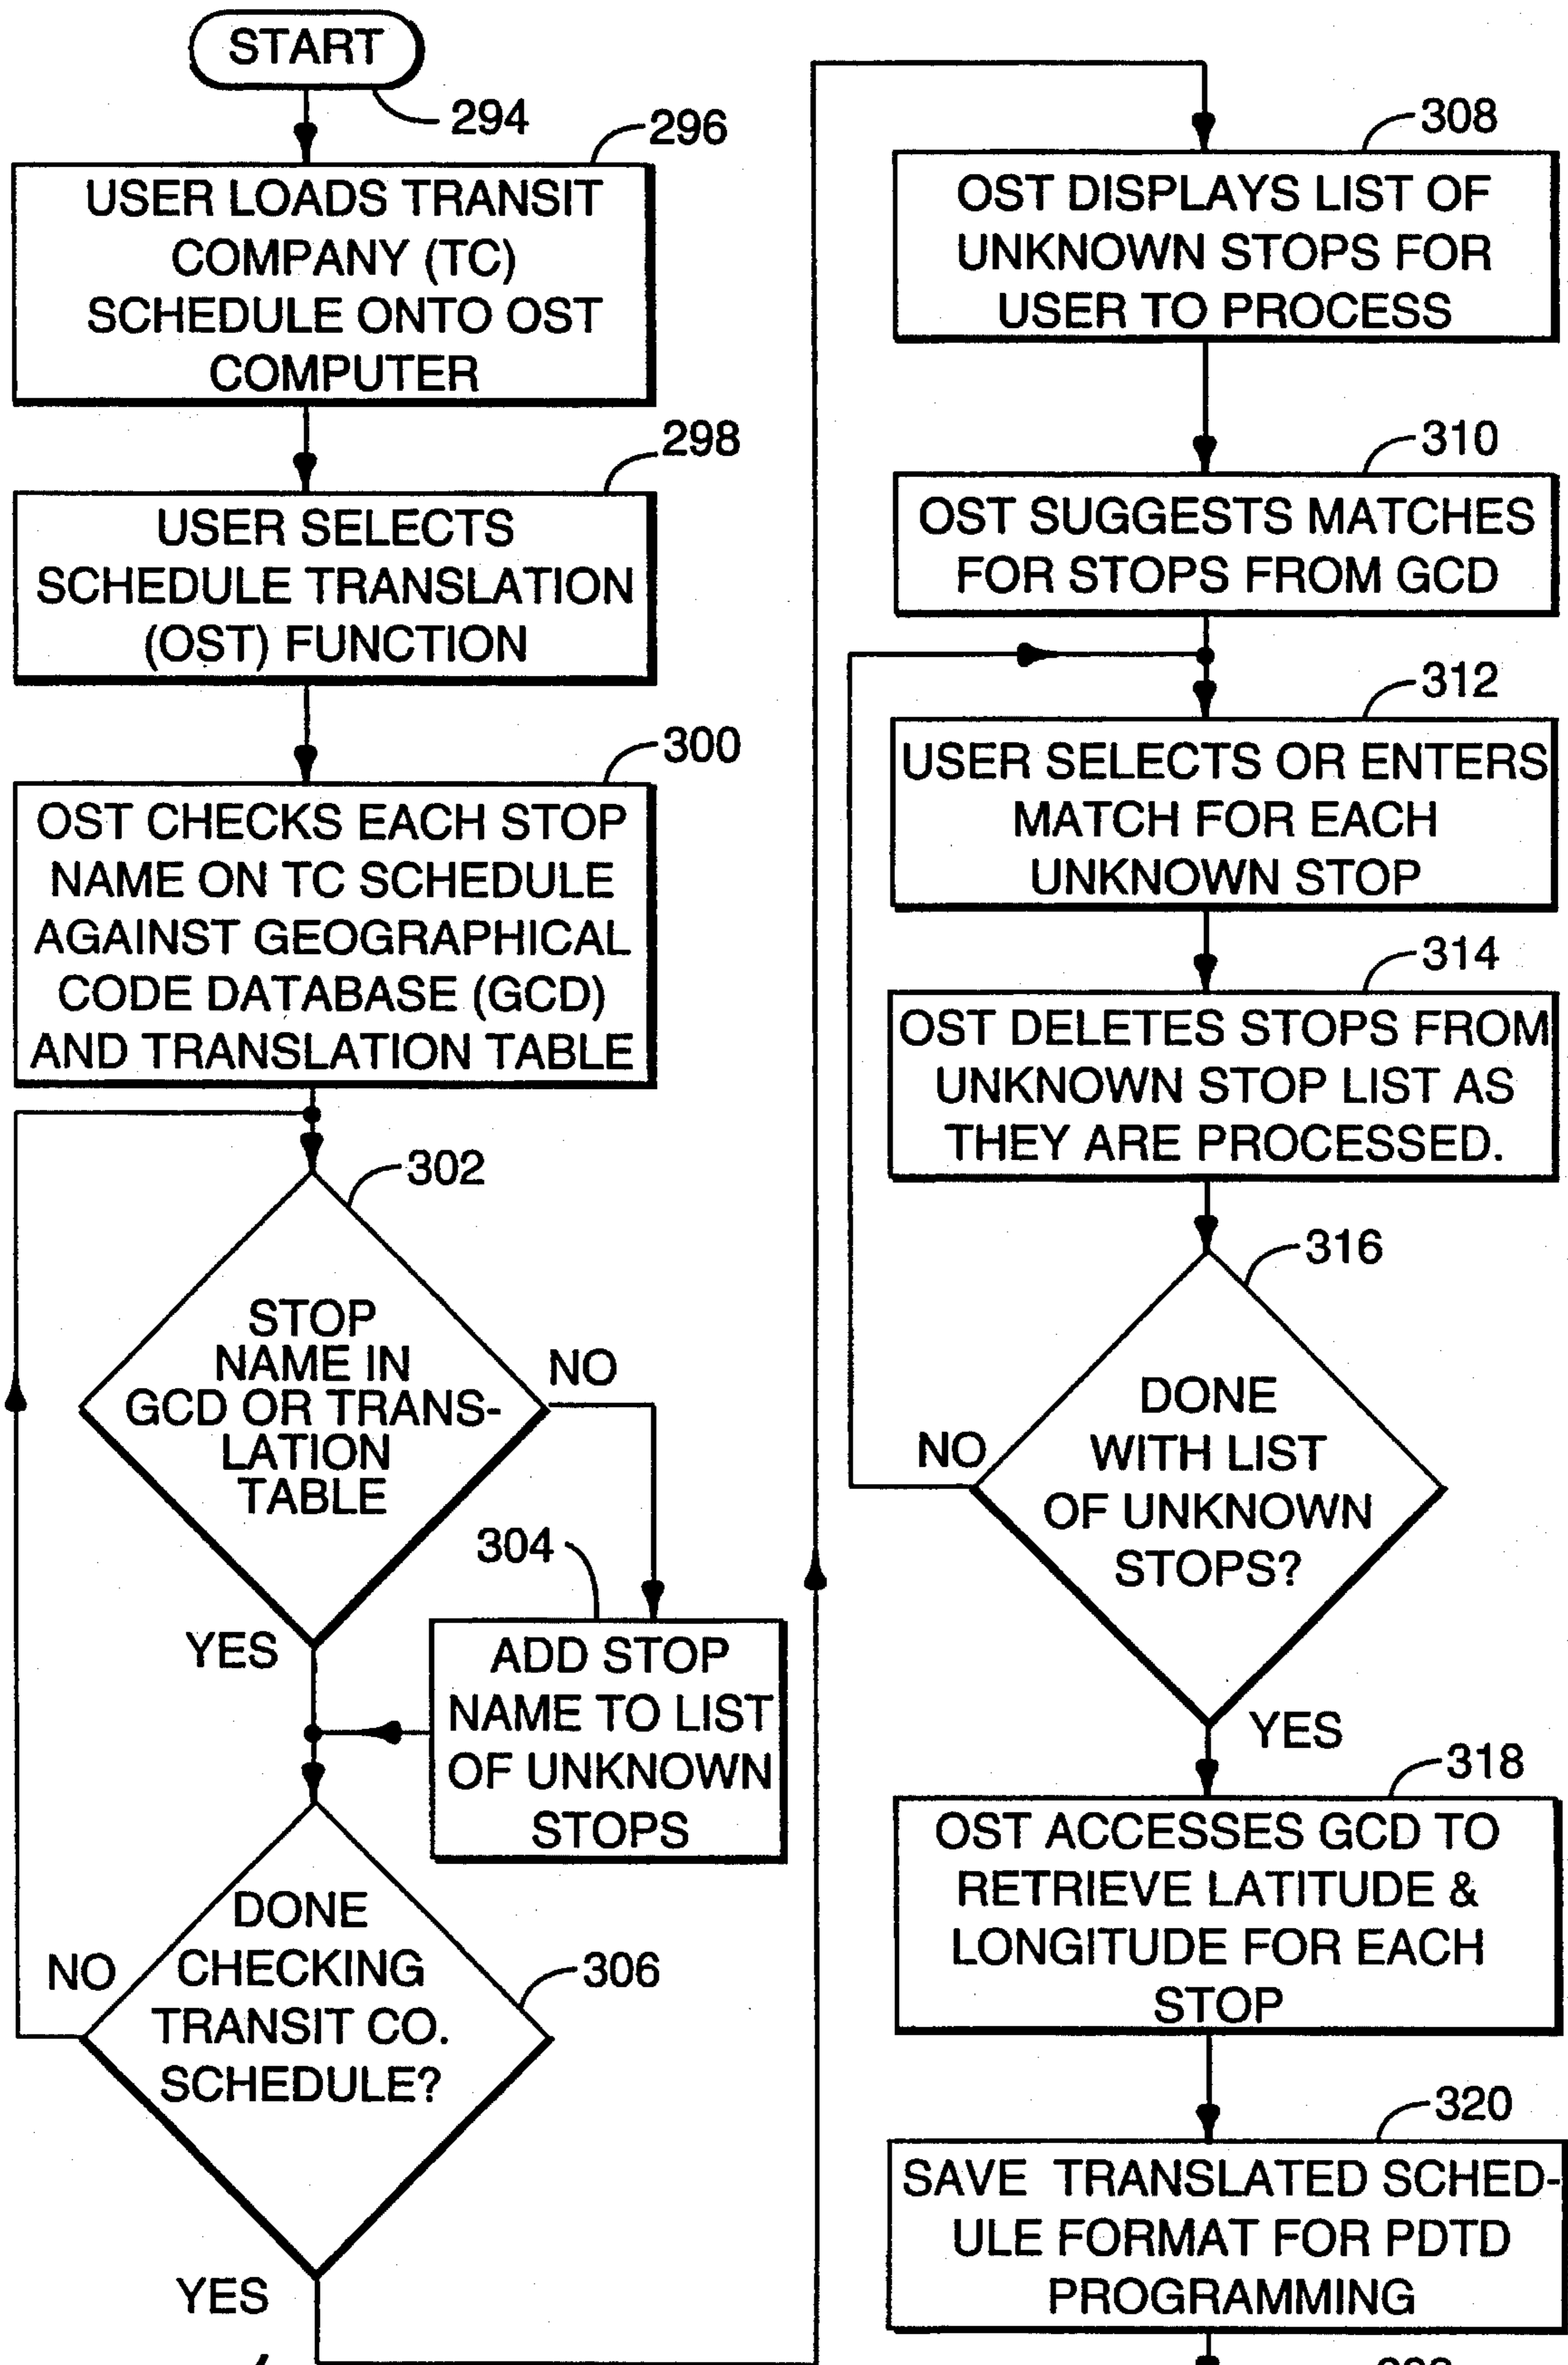 START
294
296
USER LOADS TRANSIT
COMPANY (TC)
SCHEDULE ONTO OST
COMPUTER
298
USER SELECTS
SCHEDULE TRANSLATION
(OST) FUNCTION
300
OST CHECKS EACH STOP
NAME ON TC SCHEDULE
AGAINST GEOGRAPHICAL
CODE DATABASE (GCD)
AND TRANSLATION TABLE
302
STOP
NAME IN
GCD OR TRANS-
LATION
TABLE
NO
YES
304
ADD STOP
NAME TO LIST
OF UNKNOWN
STOPS
306
DONE
CHECKING
TRANSIT CO.
SCHEDULE?
NO
YES
308
OST DISPLAYS LIST OF
UNKNOWN STOPS FOR
USER TO PROCESS
310
OST SUGGESTS MATCHES
FOR STOPS FROM GCD
312
USER SELECTS OR ENTERS
MATCH FOR EACH
UNKNOWN STOP
314
OST DELETES STOPS FROM
UNKNOWN STOP LIST AS
THEY ARE PROCESSED.
316
DONE
WITH LIST
OF UNKNOWN
STOPS?
NO
YES
318
OST ACCESSES GCD TO
RETRIEVE LATITUDE &
LONGITUDE FOR EACH
STOP
320
SAVE TRANSLATED SCHED-
ULE FORMAT FOR PDTD
PROGRAMMING